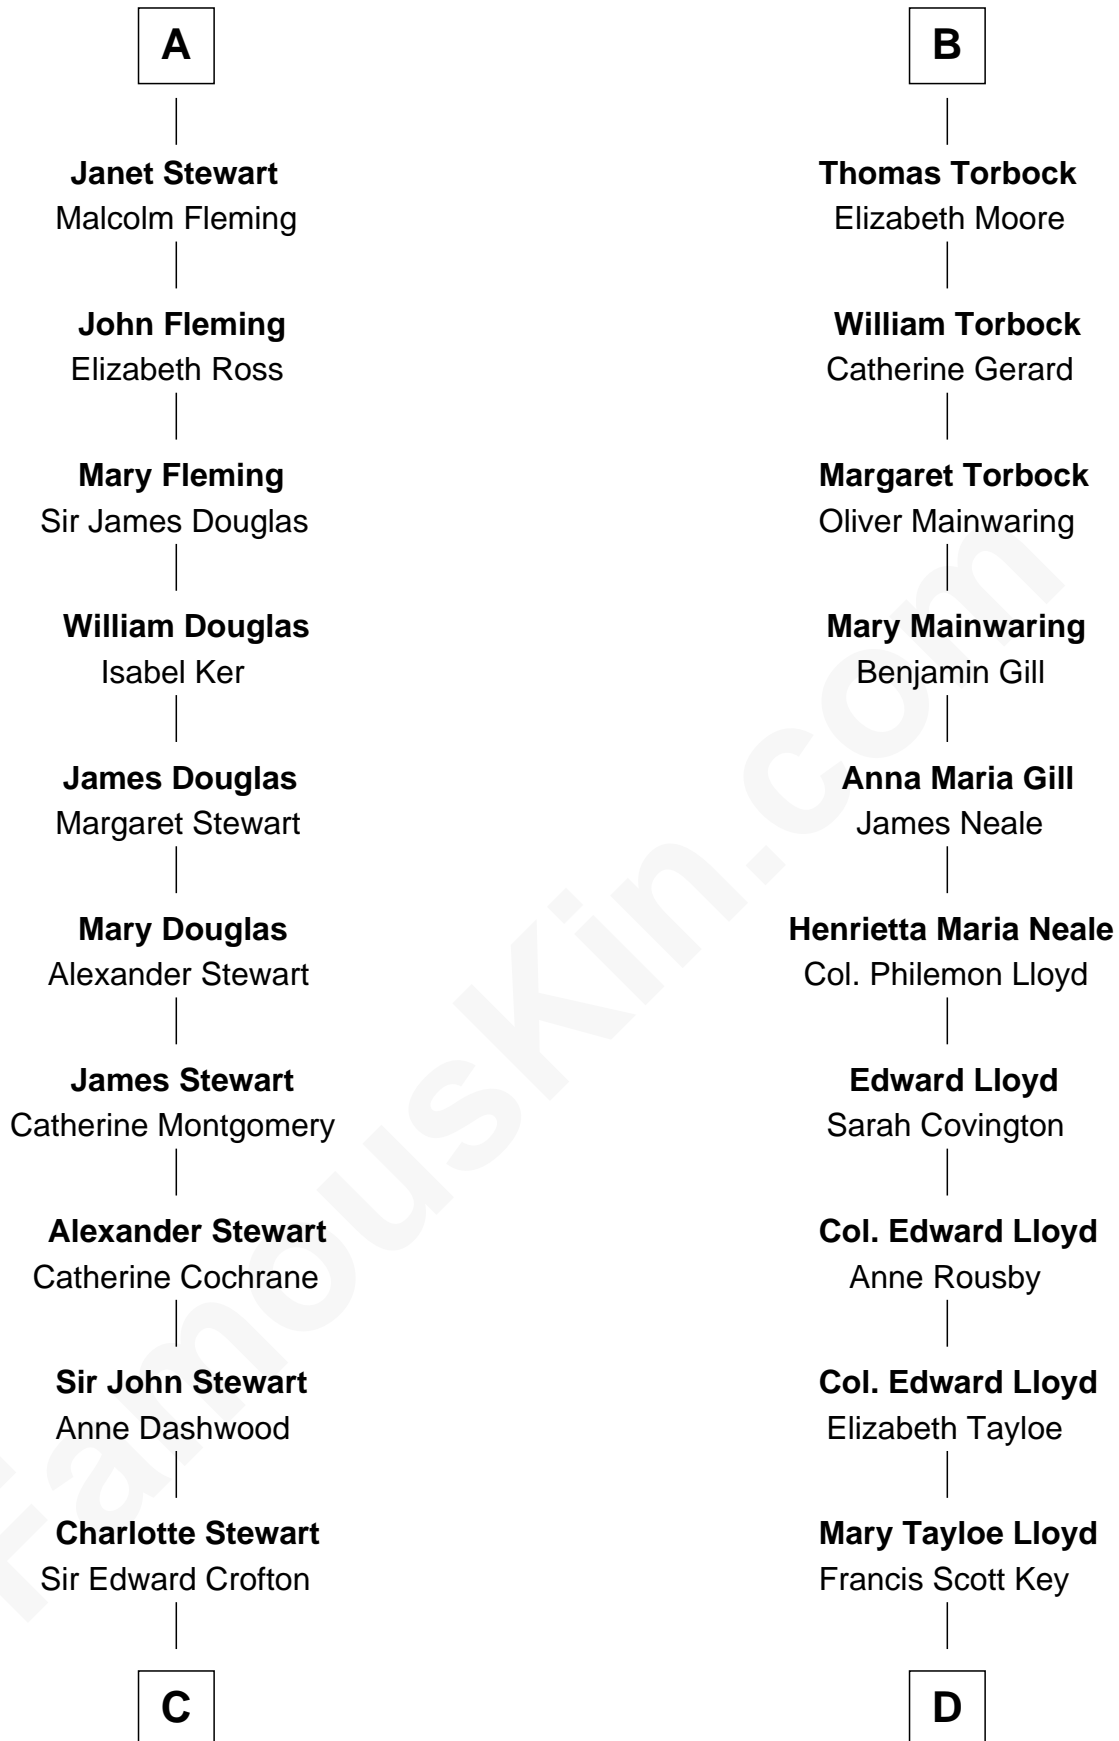 A
Janet Stewart
Malcolm Fleming
John Fleming
Elizabeth Ross
Mary Fleming
Sir James Douglas
William Douglas
Isabel Ker
James Douglas
Margaret Stewart
Mary Douglas
Alexander Stewart
James Stewart
Catherine Montgomery
Alexander Stewart
Catherine Cochrane
Sir John Stewart
Anne Dashwood
Charlotte Stewart
Sir Edward Crofton
C
B
Thomas Torbock
Elizabeth Moore
William Torbock
Catherine Gerard
Margaret Torbock
Oliver Mainwaring
Mary Mainwaring
Benjamin Gill
Anna Maria Gill
James Neale
Henrietta Maria Neale
Col. Philemon Lloyd
Edward Lloyd
Sarah Covington
Col. Edward Lloyd
Anne Rousby
Col. Edward Lloyd
Elizabeth Tayloe
Mary Tayloe Lloyd
Francis Scott Key
D
FamousKin.com